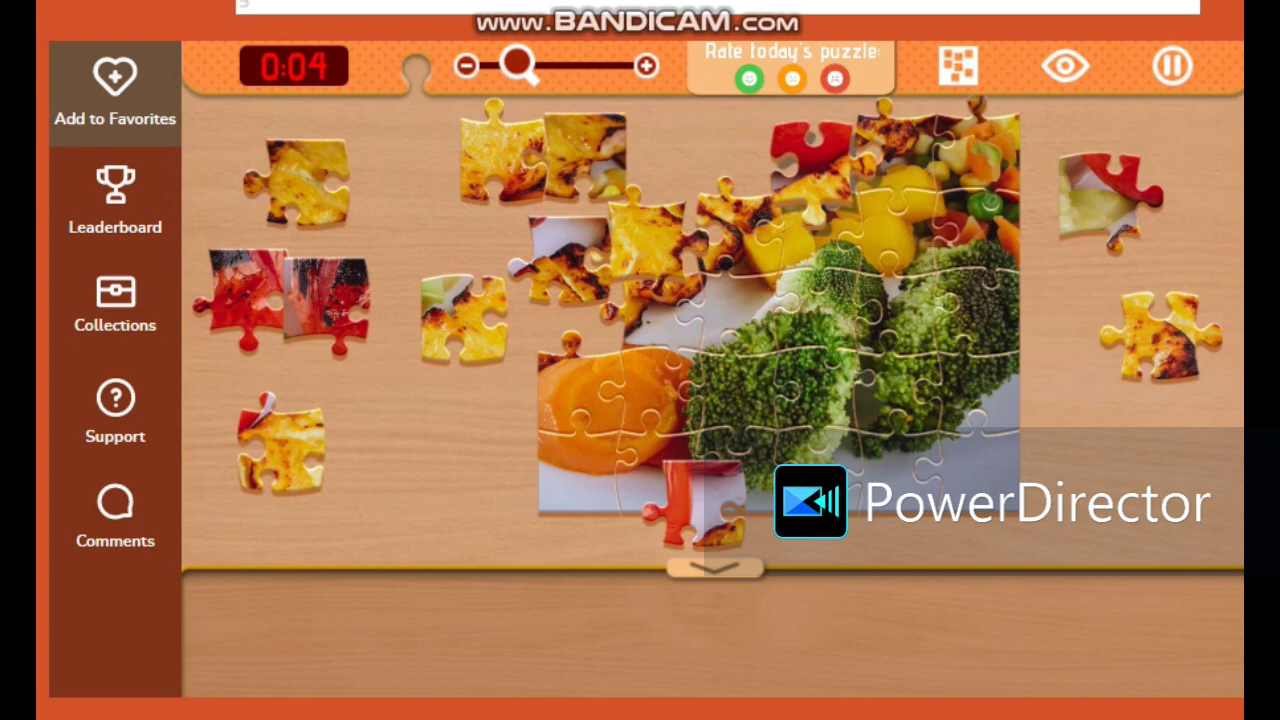 www.BANDICAM.com
0:04
Rate today's puzzle:
Add to Favorites
Leaderboard
Collections
Support
Comments
PowerDirector